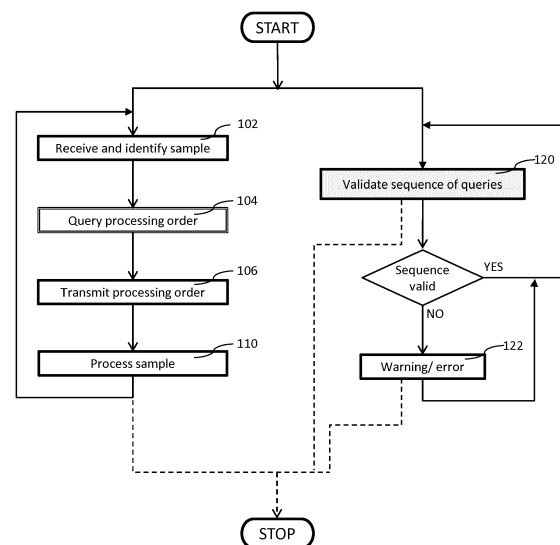 START
102
Receive and identify sample
104
Query processing order
106
Transmit processing order
110
Process sample
120
Validate sequence of queries
Sequence
valid
YES
NO
122
Warning/ error
STOP